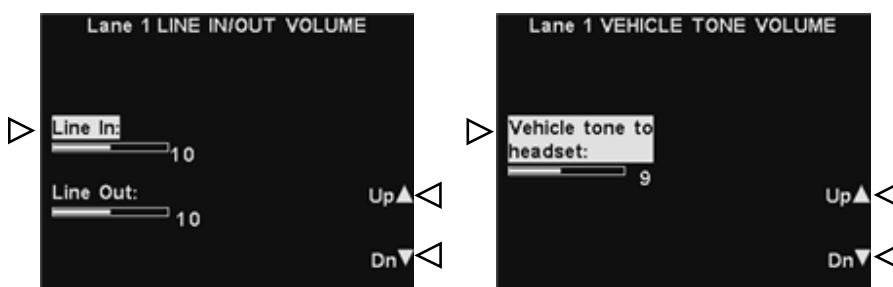 Lane 1 LINE IN/OUT VOLUME
Line In:
10
Line Out:
10
Up▲
Dn▼
Lane 1 VEHICLE TONE VOLUME
Vehicle tone to
headset:
9
Up▲
Dn▼